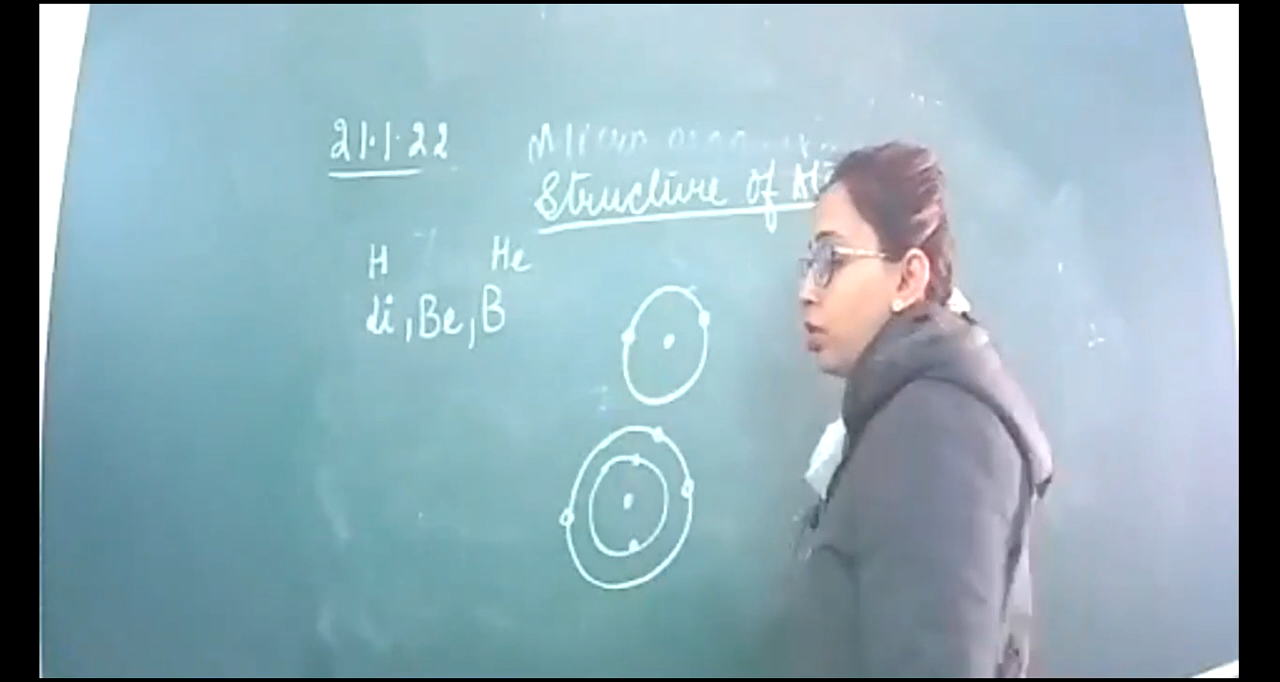 21.1.22
Structure of
H He
Li, Be, B